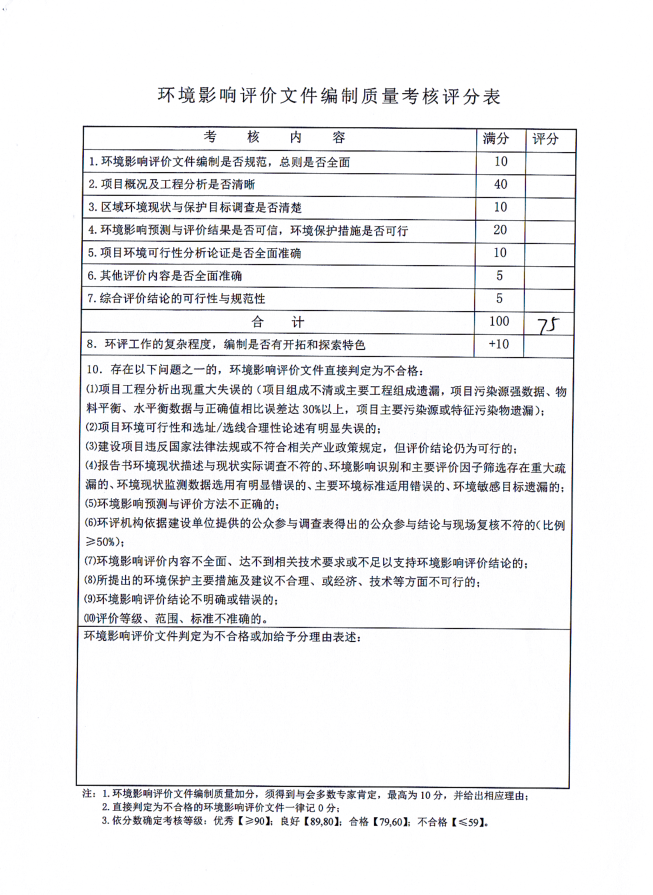 环境影响评价文件编制质量考核评分表
考 核 内 容 满分 评分
1.环境影响评价文件编制是否规范，总则是否全面 10
2.项目概况及工程分析是否清晰 40
3.区域环境现状与保护目标调查是否清楚 10
4.环境影响预测与评价结果是否可信，环境保护措施是否可行 20
5.项目环境可行性分析论证是否全面准确 10
6.其他评价内容是否全面准确 5
7.综合评价结论的可行性与规范性 5
合 计 100 75
8．环评工作的复杂程度，编制是否有开拓和探索特色 +10
10．存在以下问题之一的，环境影响评价文件直接判定为不合格：
⑴项目工程分析出现重大失误的（项目组成不清或主要工程组成遗漏，项目污染源强数据、物
料平衡、水平衡数据与正确值相比误差达 30%以上，项目主要污染源或特征污染物遗漏）；
⑵项目环境可行性和选址/选线合理性论述有明显失误的；
⑶建设项目违反国家法律法规或不符合相关产业政策规定，但评价结论仍为可行的；
⑷报告书环境现状描述与现状实际调查不符的、环境影响识别和主要评价因子筛选存在重大疏
漏的、环境现状监测数据选用有明显错误的、主要环境标准适用错误的、环境敏感目标遗漏的；
⑸环境影响预测与评价方法不正确的；
⑹环评机构依据建设单位提供的公众参与调查表得出的公众参与结论与现场复核不符的（比例
≥50%）；
⑺环境影响评价内容不全面、达不到相关技术要求或不足以支持环境影响评价结论的；
⑻所提出的环境保护主要措施及建议不合理、或经济、技术等方面不可行的；
⑼环境影响评价结论不明确或错误的；
⑽评价等级、范围、标准不准确的。
环境影响评价文件判定为不合格或加给予分理由表述：
注：1.环境影响评价文件编制质量加分，须得到与会多数专家肯定，最高为 10 分，并给出相应理由；
2.直接判定为不合格的环境影响评价文件一律记 0 分；
3.依分数确定考核等级：优秀【≥90】；良好【89,80】；合格【79,60】；不合格【≤59】。